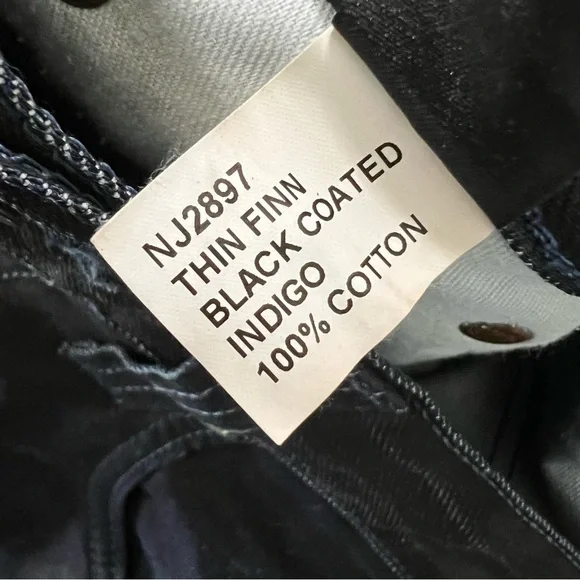 NJ2897
THIN FINN
BLACK COATED
INDIGO
100% COTTON